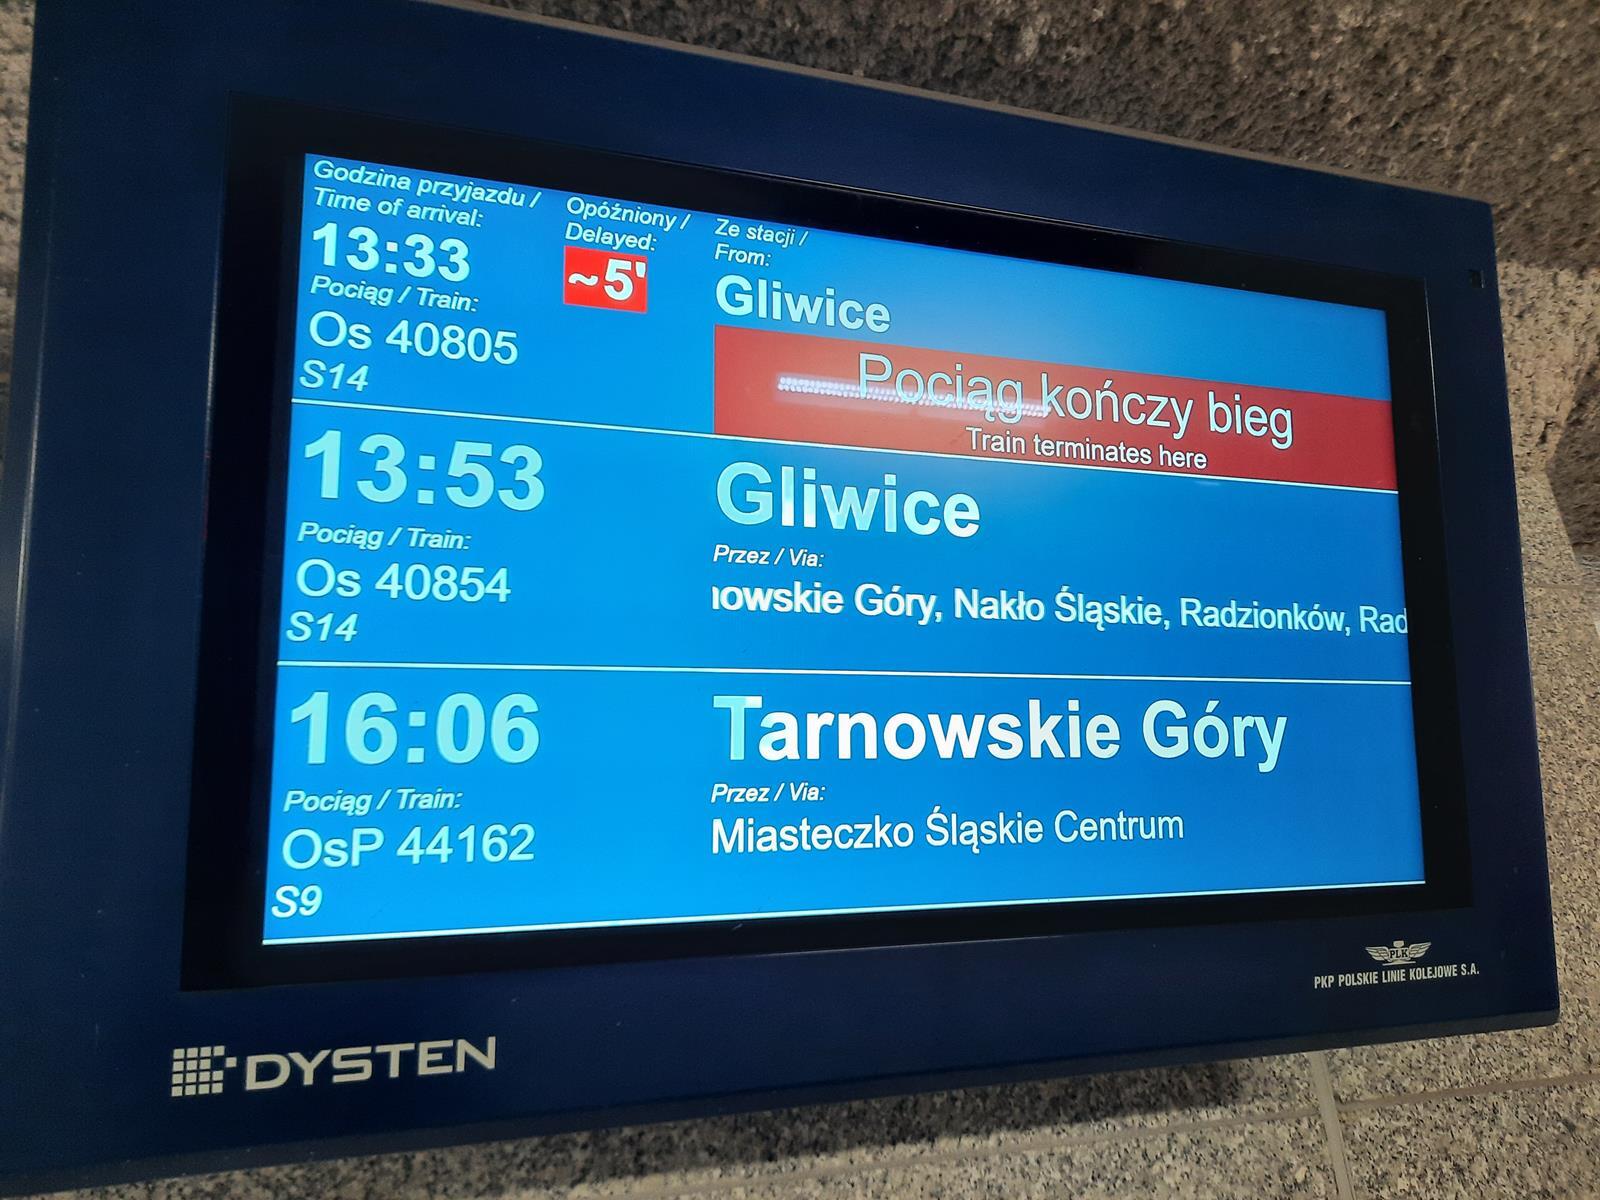 Godzina przyjazdu /
Time of arrival:
13:33
Opóźniony /
Delayed:
~5'
Ze stacji /
From:
Gliwice
Pociąg / Train:
Os 40805
S14
Pociąg kończy bieg
Train terminates here
13:53
Gliwice
Pociąg / Train:
Os 40854
S14
Przez / Via:
owskie Góry, Nakło Śląskie, Radzionków, Rad
16:06
Tarnowskie Góry
Pociąg / Train:
OsP 44162
S9
Przez / Via:
Miasteczko Śląskie Centrum
PLK
PKP POLSKIE LINIE KOLEJOWE S.A.
DYSTEN